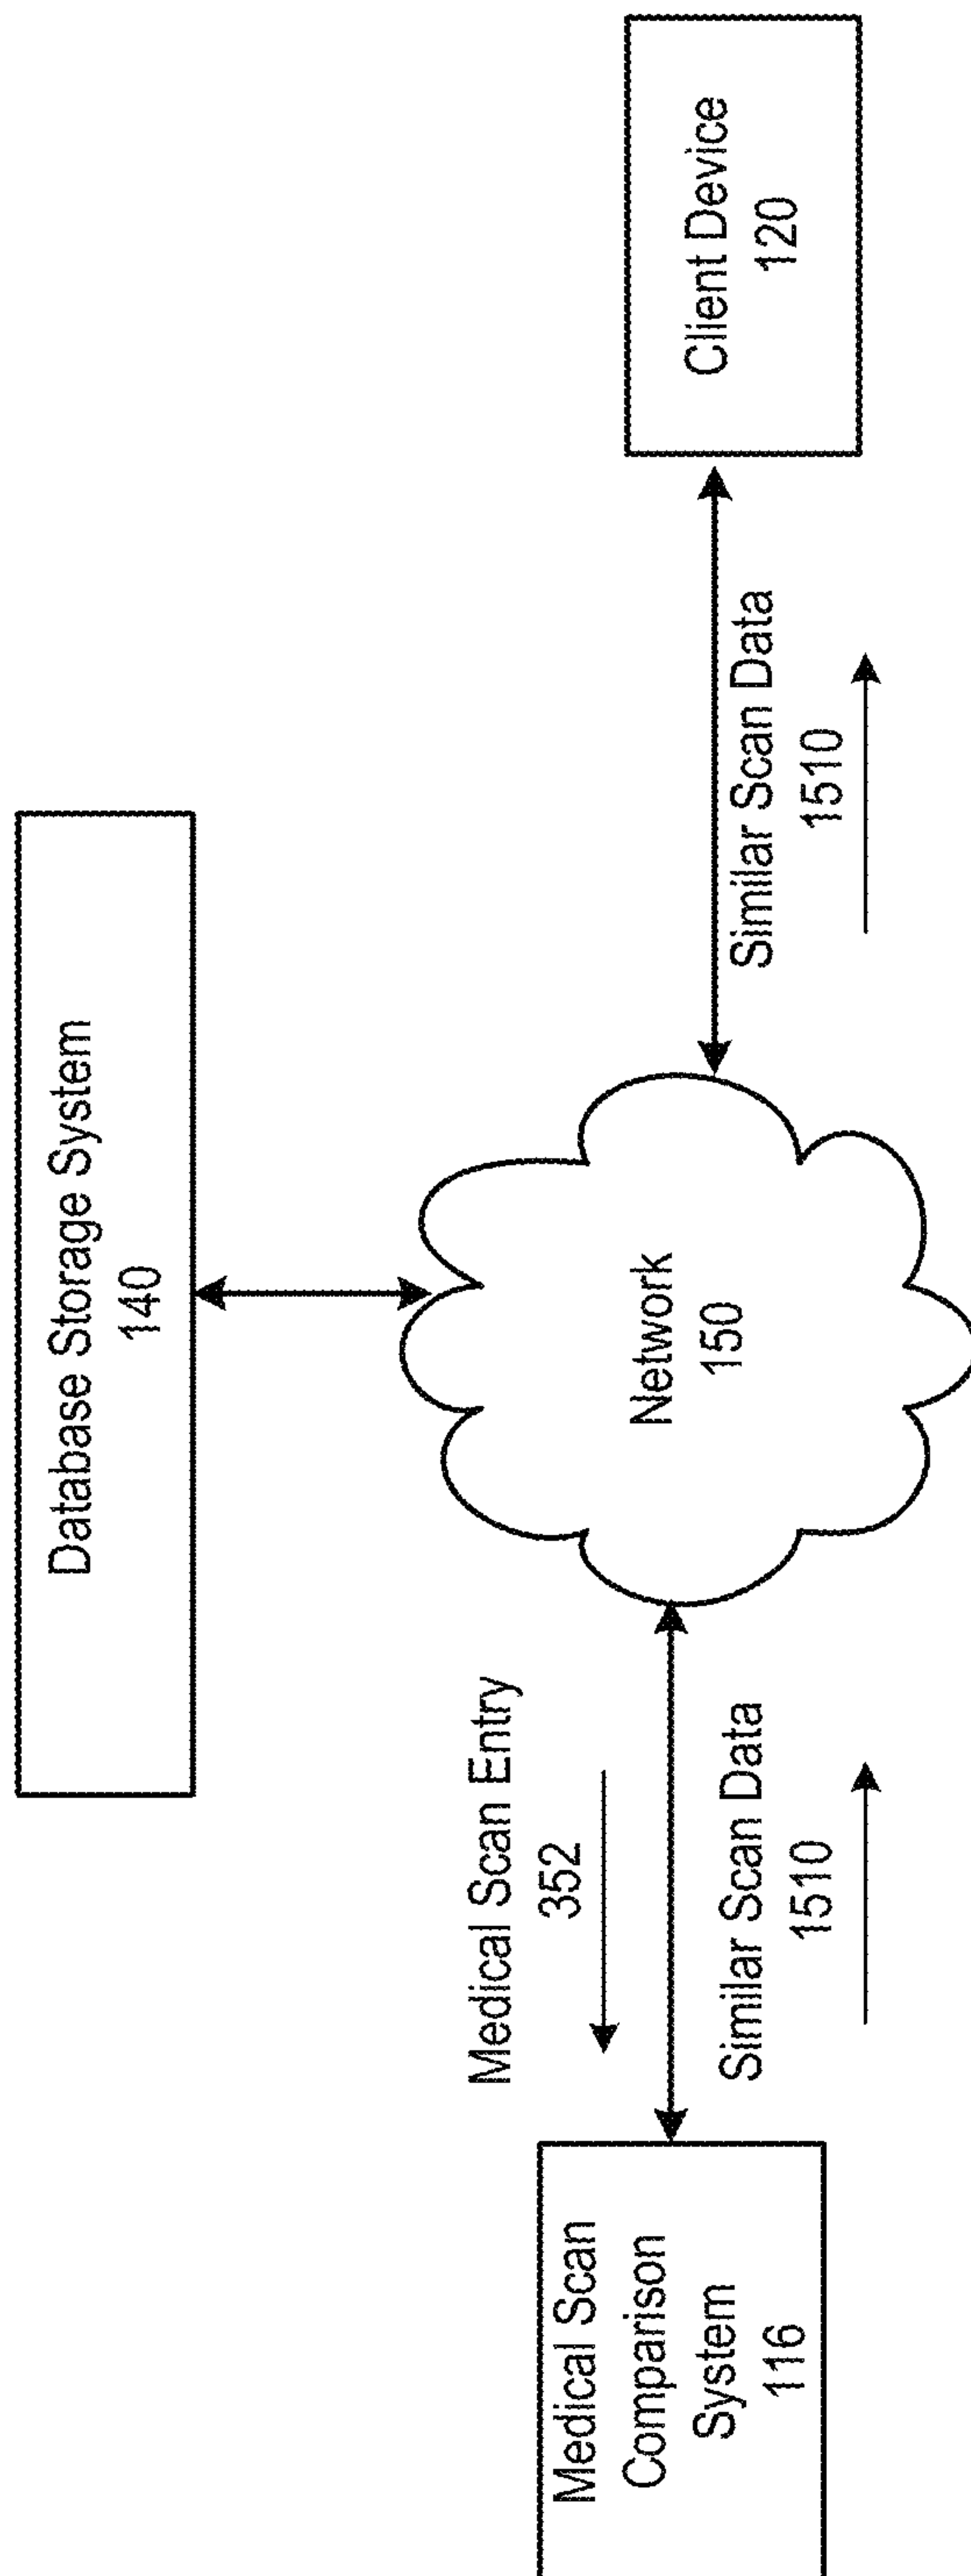 Database Storage System
140
Medical Scan
Comparison
System
116
Medical Scan Entry
352
Similar Scan Data
1510
Network
150
Similar Scan Data
1510
Client Device
120